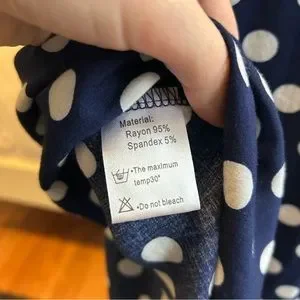 Material:
Rayon 95%
Spandex 5%
•The maximum
temp30°
•Do not bleach